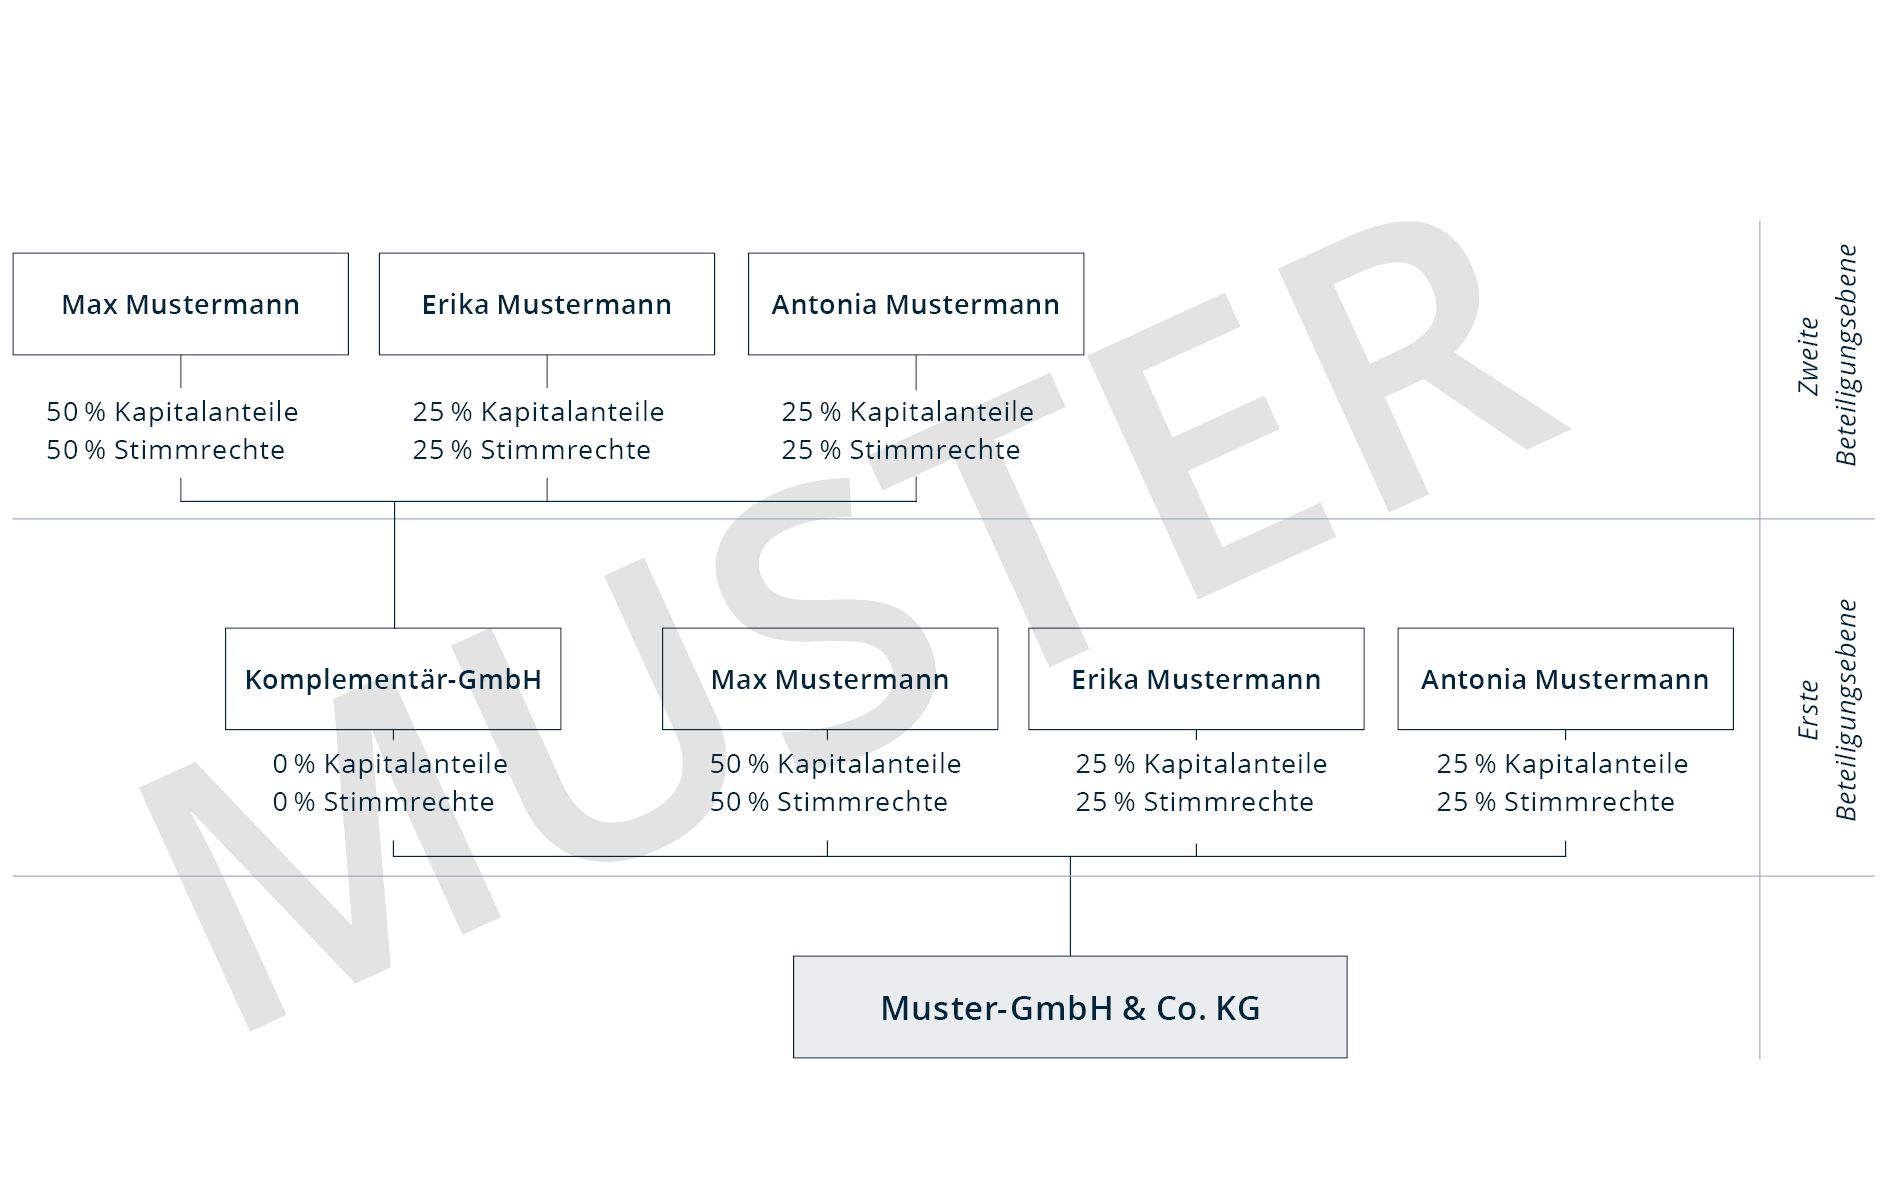 Max Mustermann
Erika Mustermann
Antonia Mustermann
50 % Kapitalanteile
50 % Stimmrechte
25 % Kapitalanteile
25 % Stimmrechte
25 % Kapitalanteile
25 % Stimmrechte
Zweite
Beteiligungsebene
Komplementär-GmbH
Max Mustermann
Erika Mustermann
Antonia Mustermann
0 % Kapitalanteile
0 % Stimmrechte
50 % Kapitalanteile
50 % Stimmrechte
25 % Kapitalanteile
25 % Stimmrechte
25 % Kapitalanteile
25 % Stimmrechte
Erste
Beteiligungsebene
Muster-GmbH & Co. KG
MUSTER